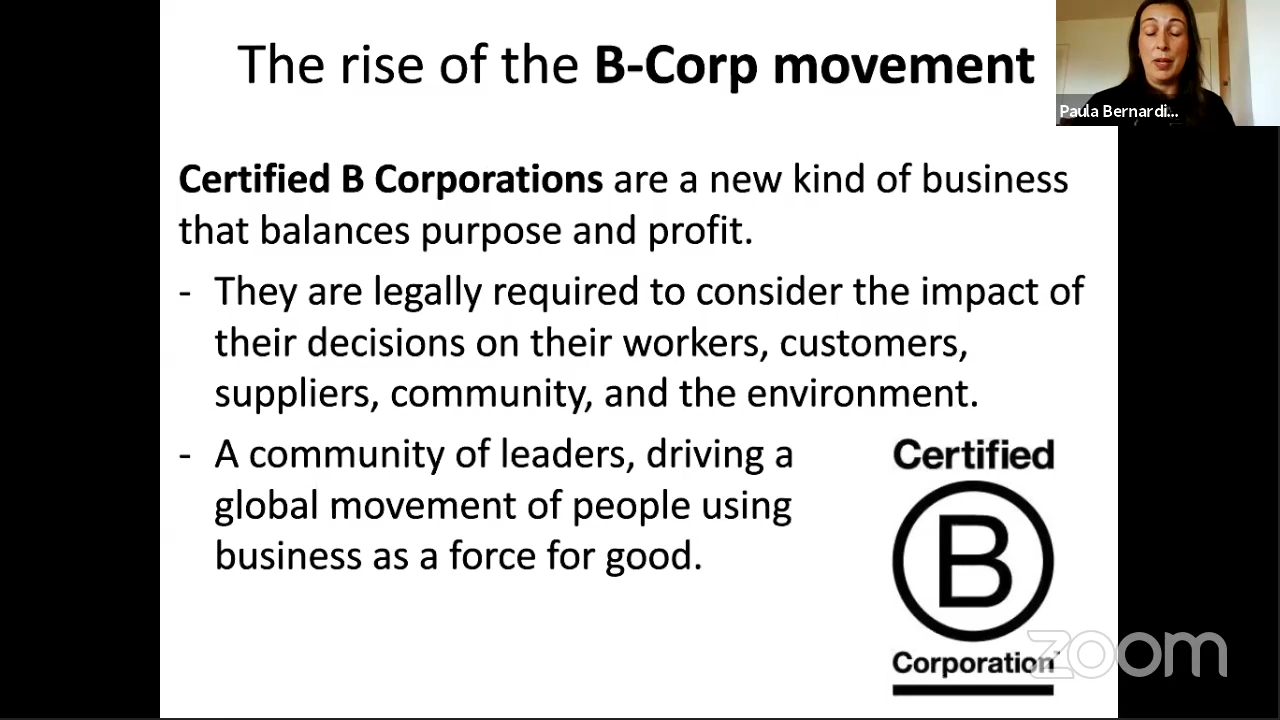 The rise of the B-Corp movement
Paula Bernardi...
Certified B Corporations are a new kind of business
that balances purpose and profit.
- They are legally required to consider the impact of
their decisions on their workers, customers,
suppliers, community, and the environment.
- A community of leaders, driving a
global movement of people using
business as a force for good.
Certified
B
Corporation
zoom